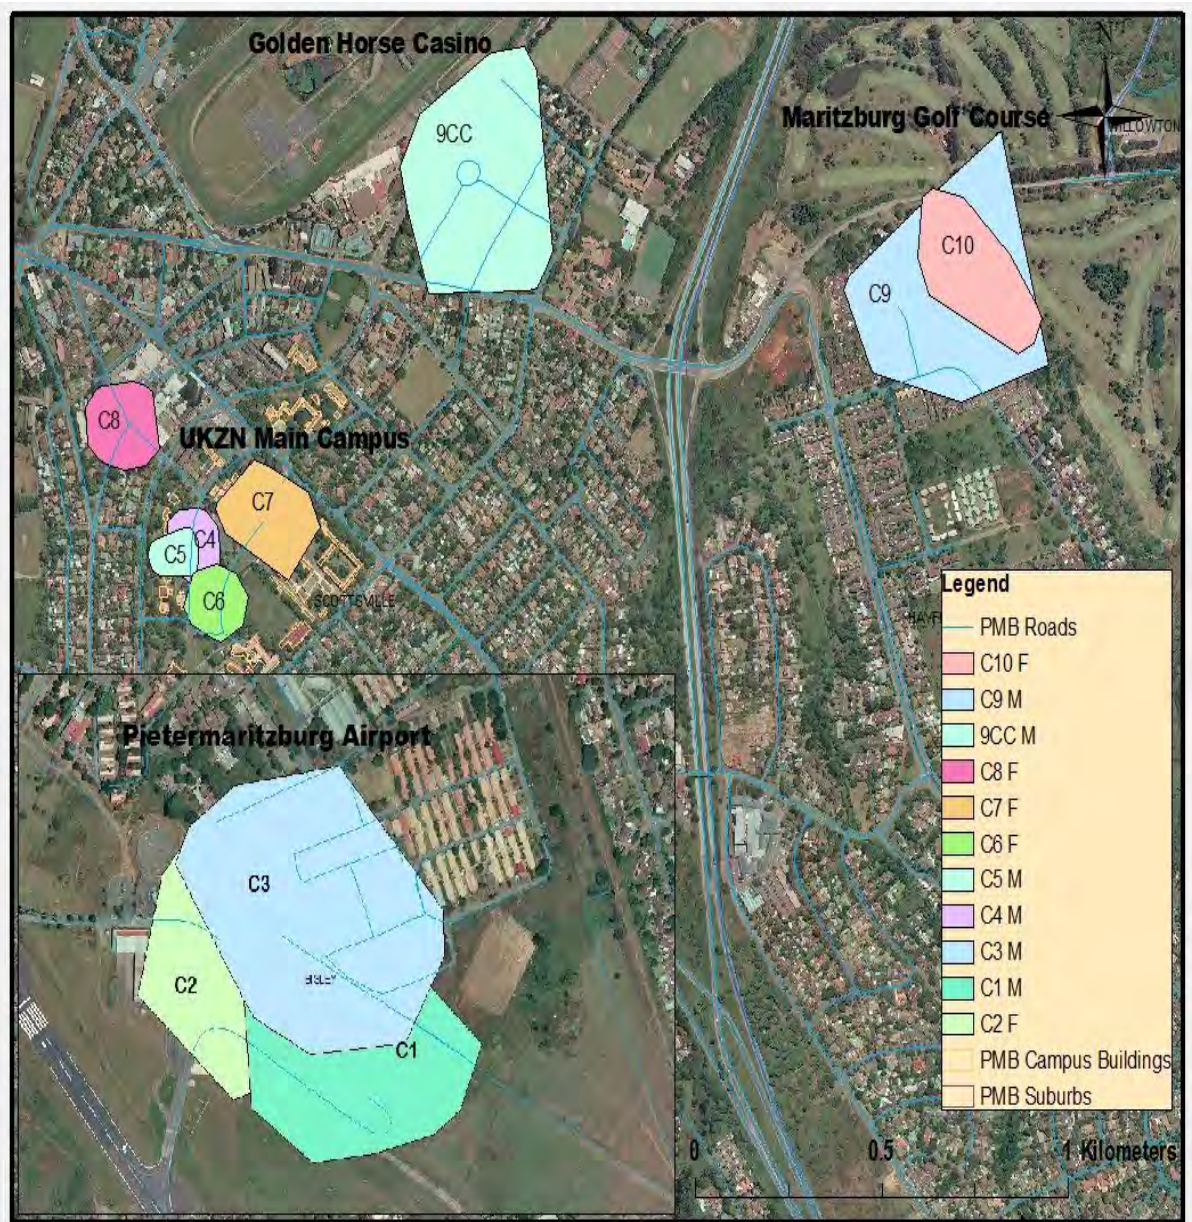 Golden Horse Casino
N
Maritzburg Golf Course
WILLOWTON
9CC
C10
C9
C8
UKZN Main Campus
C7
C4
C5
C6
SCOTTSVILLE
Pietermaritzburg Airport
C3
C2
BISLEY
C1
Legend
PMB Roads
C10 F
C9 M
9CC M
C8 F
C7 F
C6 F
C5 M
C4 M
C3 M
C1 M
C2 F
PMB Campus Buildings
PMB Suburbs
0 0.5 1 Kilometers